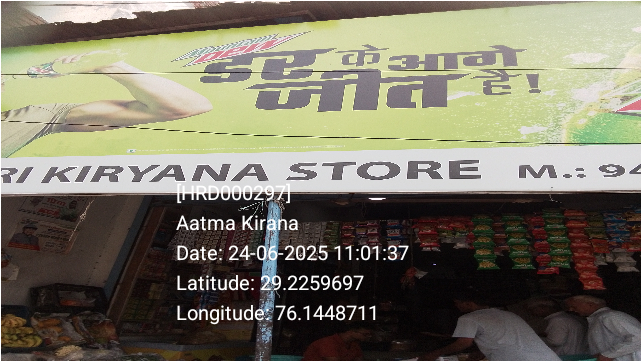 DEW
डर के आगे
जीत है!
RI KIRYANA STORE M.: 94
[HRD000297]
Aatma Kirana
Date: 24-06-2025 11:01:37
Latitude: 29.2259697
Longitude: 76.1448711